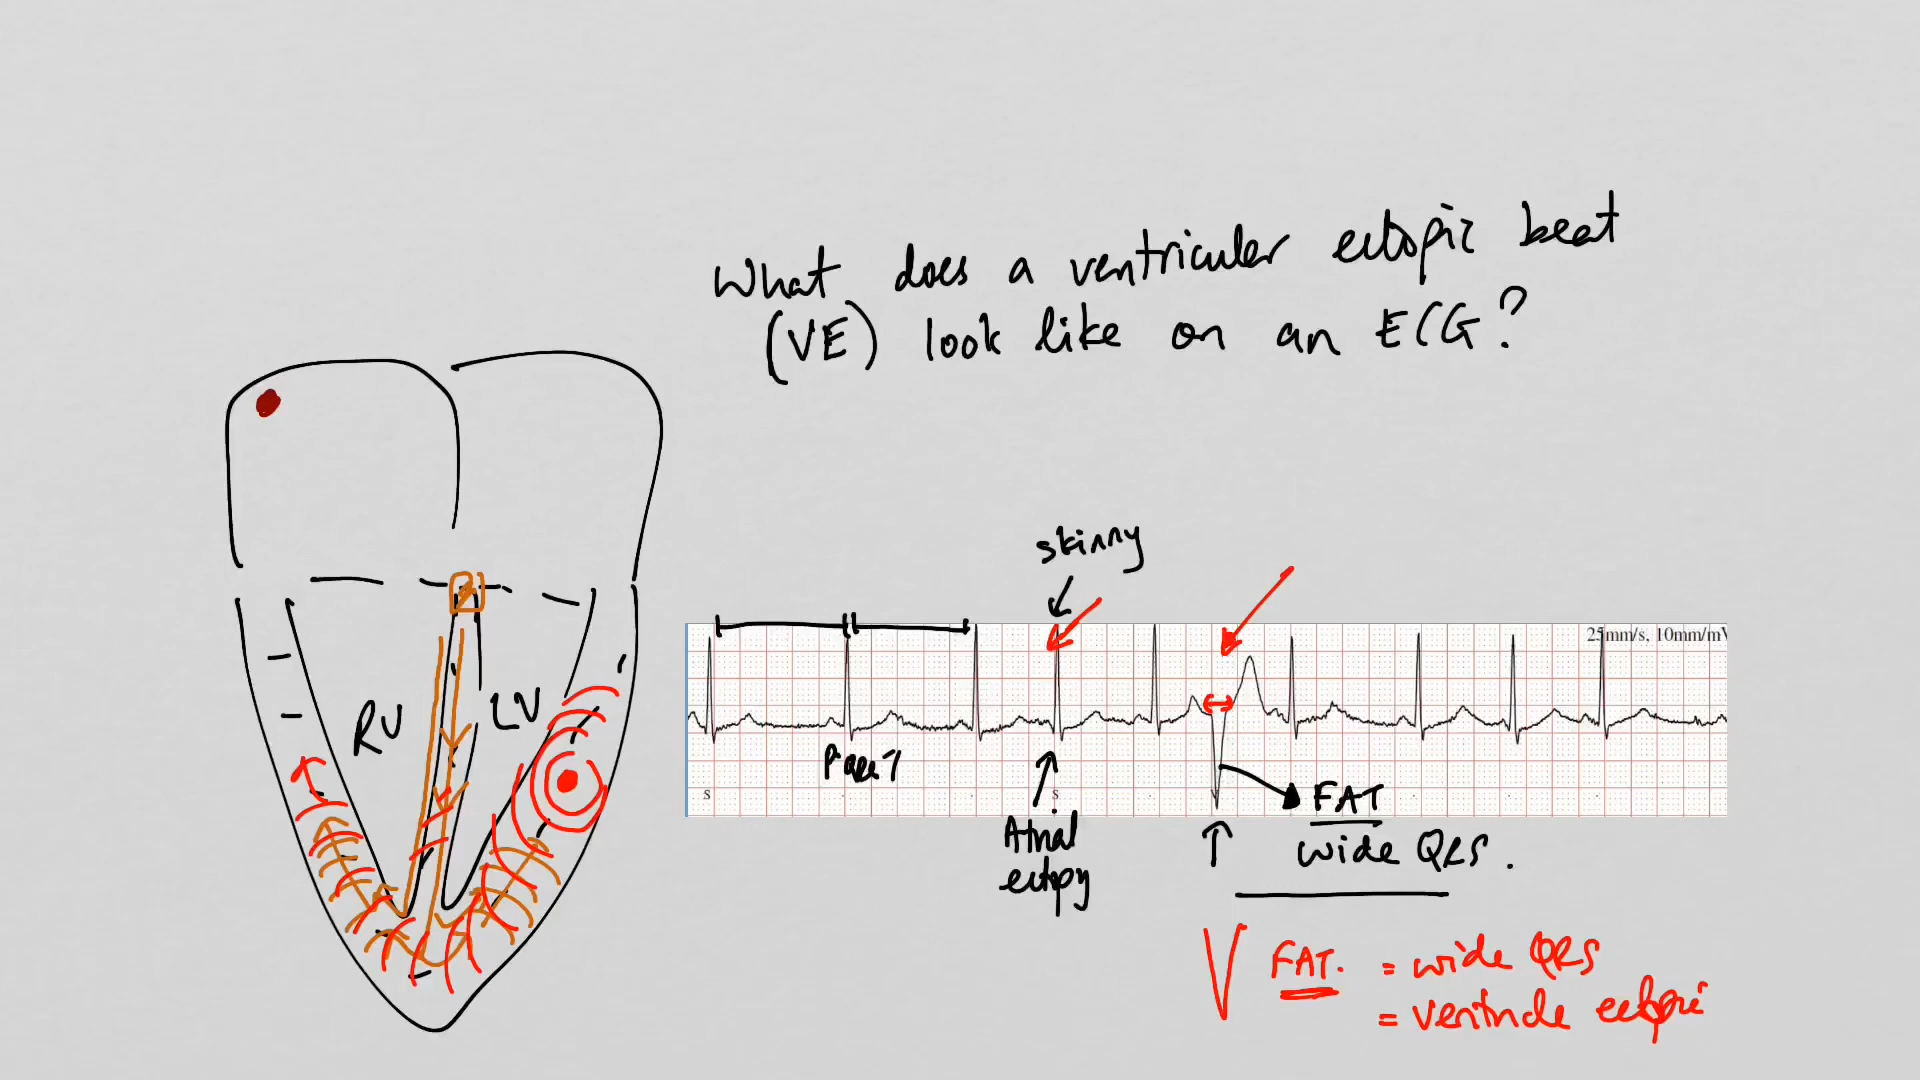 What does a ventricular ectopic beat
(VE) look like on an ECG?
skinny
25mm/s, 10mm/mV
RV
LV
S
S
V
Atrial
ectopy
FAT
wide QRS.
V FAT. = wide QRS
= ventricle ectopic